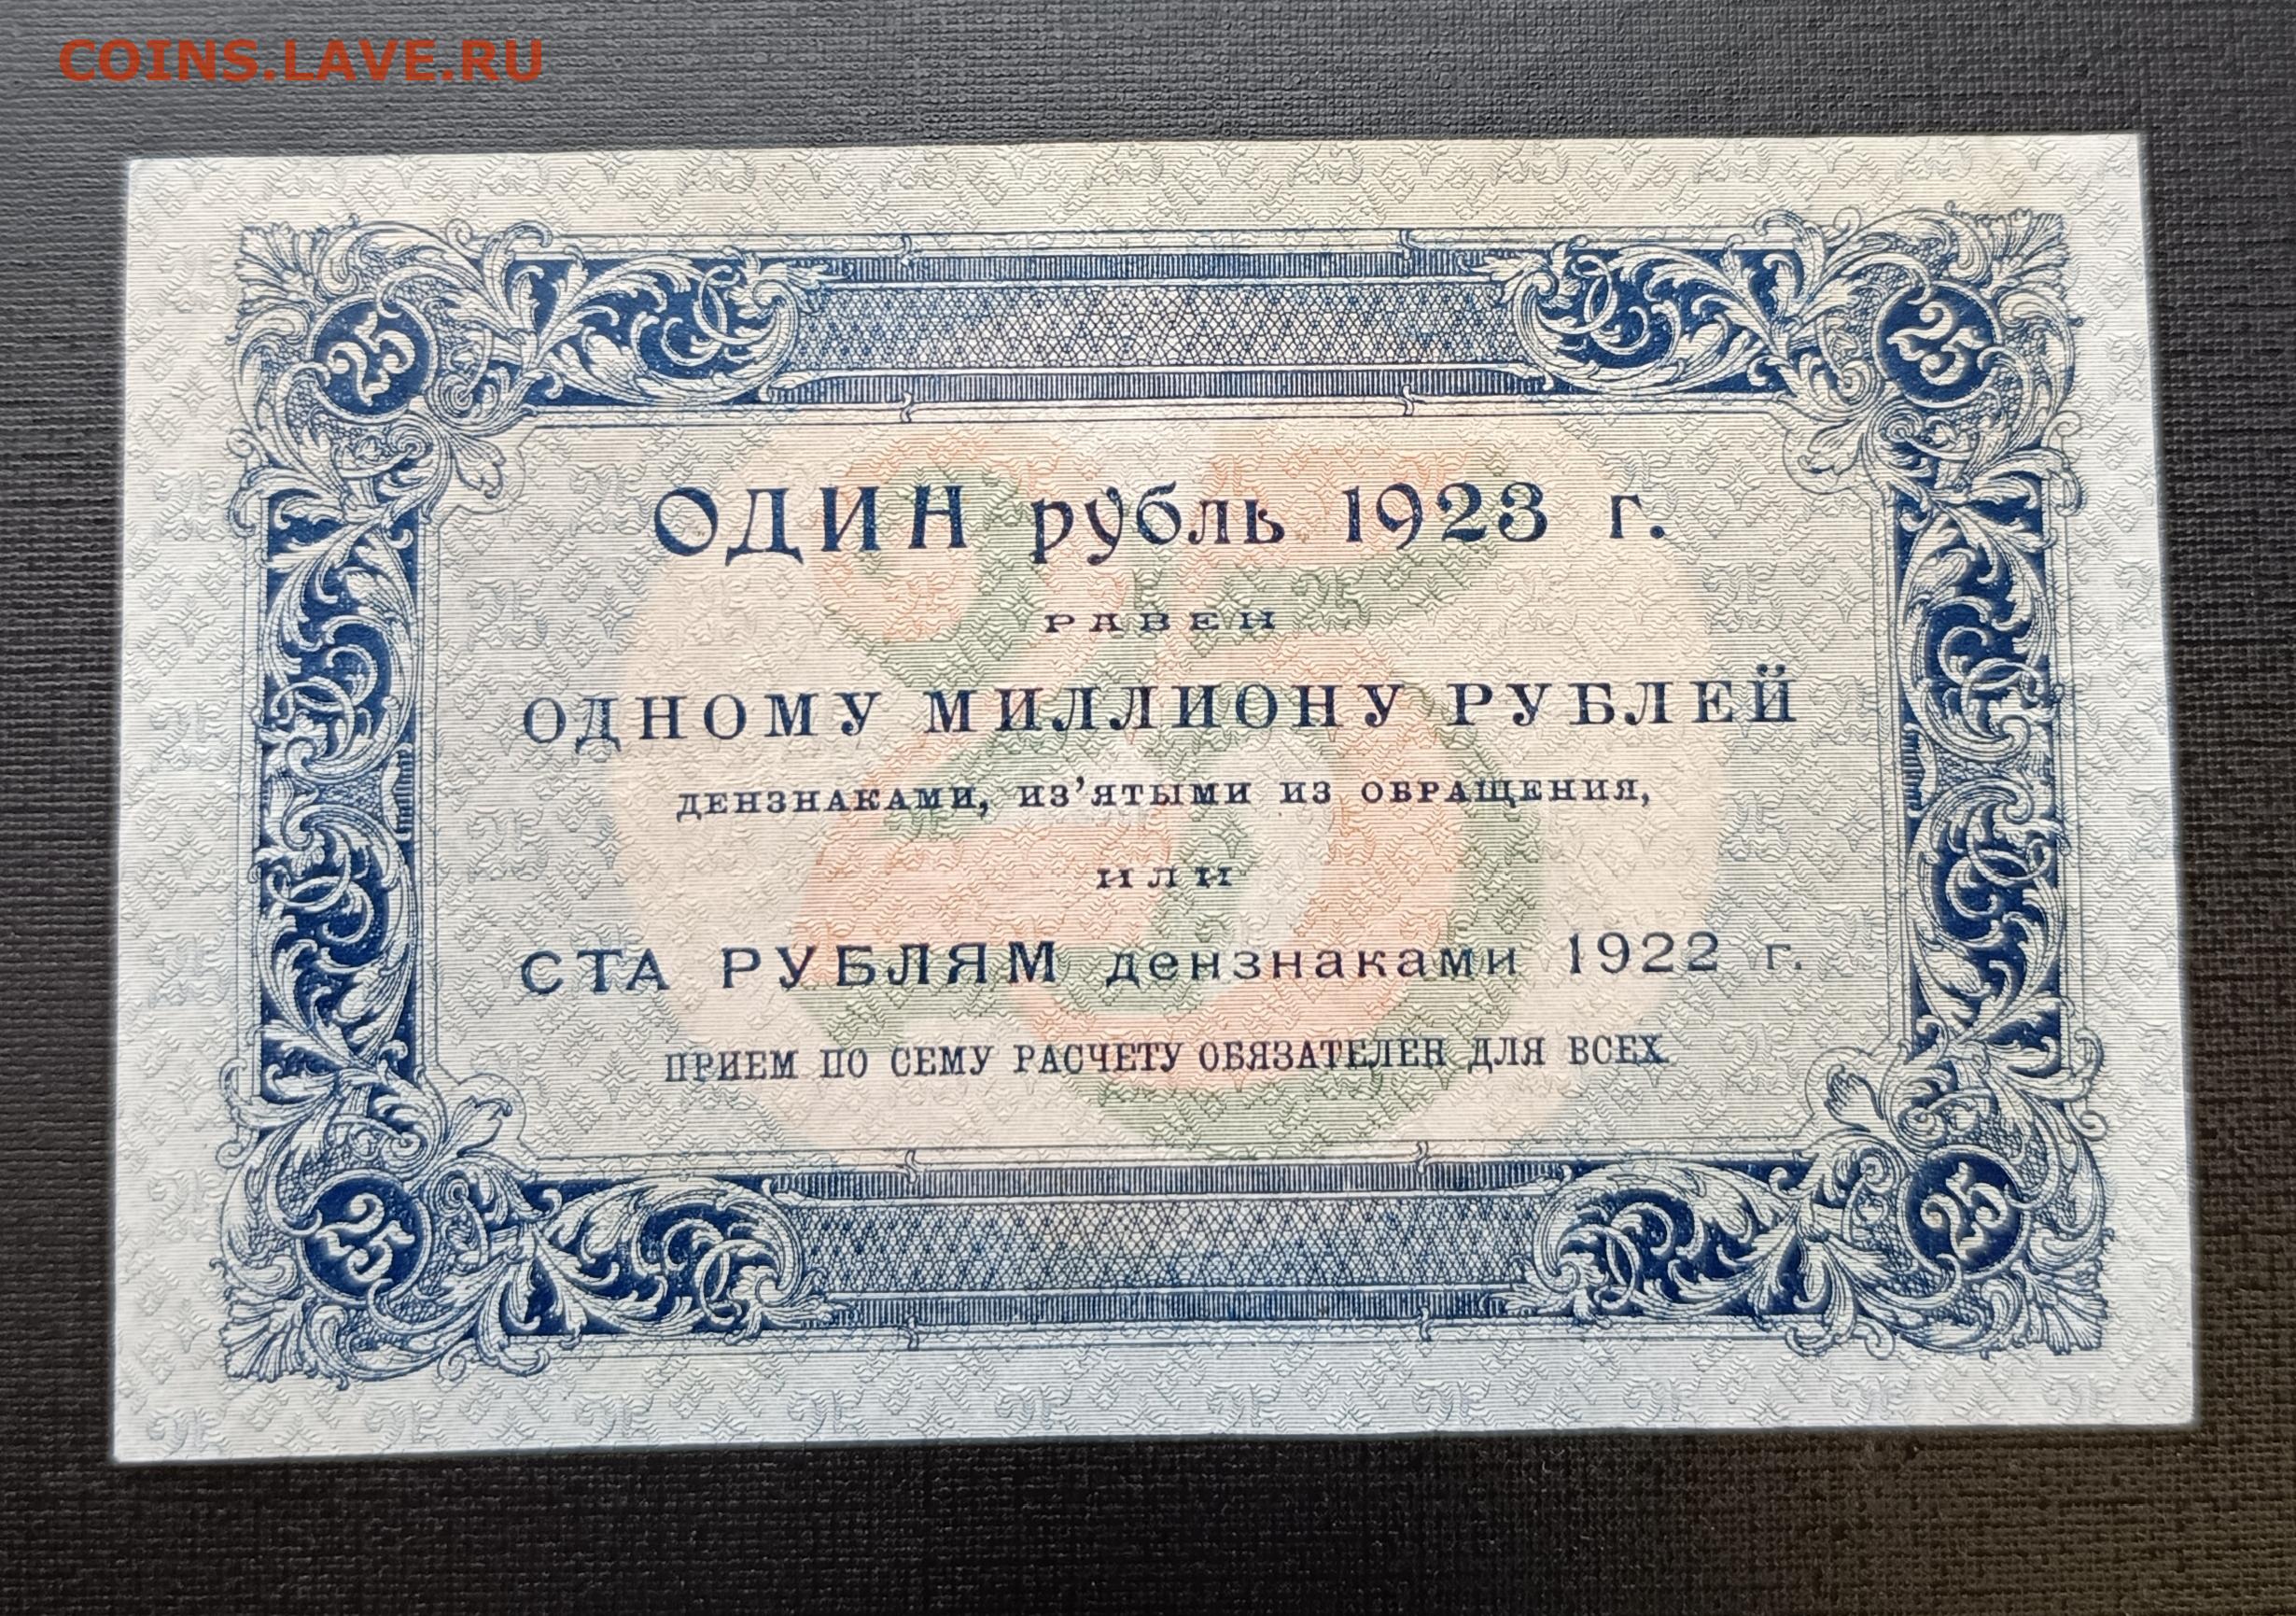 COINS.LAVE.RU
25 25
ОДИН рубль 1923 г.
РАВЕН
ОДНОМУ МИЛЛИОНУ РУБЛЕЙ
ДЕНЗНАКАМИ, ИЗ’ЯТЫМИ ИЗ ОБРАЩЕНИЯ,
ИЛИ
СТА РУБЛЯМ дензнаками 1922 г.
ПРИЕМ ПО СЕМУ РАСЧЕТУ ОБЯЗАТЕЛЕН ДЛЯ ВСЕХ
25 25
25